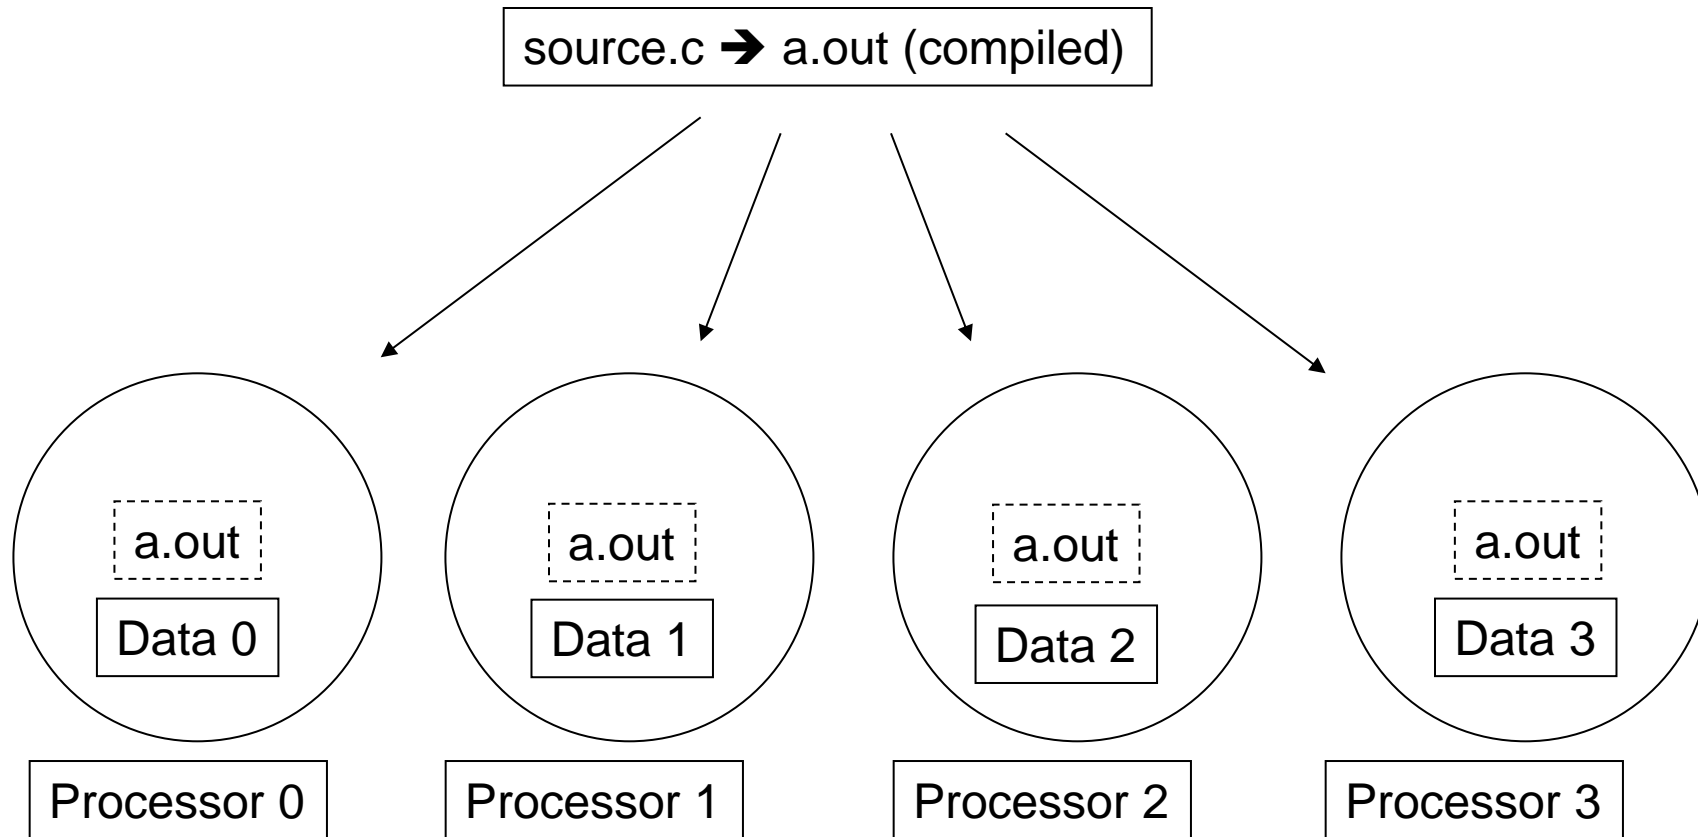 source.c ➔ a.out (compiled)
a.out
a.out
a.out
a.out
Data 0
Data 1
Data 2
Data 3
Processor 0
Processor 1
Processor 2
Processor 3